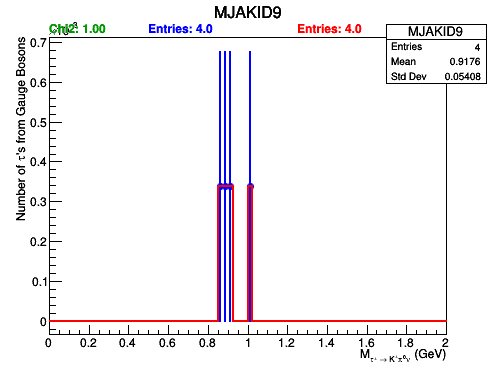 MJAKID9
Chi2: 1.00
Entries: 4.0
Entries: 4.0
MJAKID9
Entries 4
Mean 0.9176
Std Dev 0.05408
Number of τ's from Gauge Bosons
0.7
0.6
0.5
0.4
0.3
0.2
0.1
0
0 0.2 0.4 0.6 0.8 1 1.2 1.4 1.6 1.8 2
(GeV)